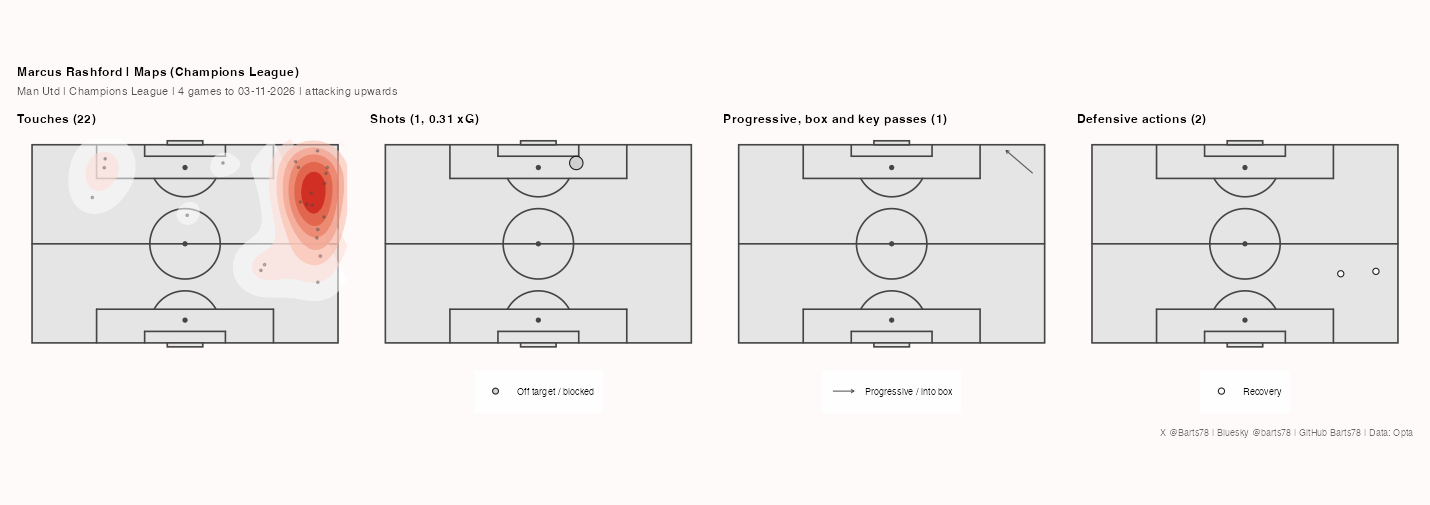 Marcus Rashford | Maps (Champions League)
Man Utd | Champions League | 4 games to 03-11-2026 | attacking upwards
Touches (22)
Shots (1, 0.31 xG)
Progressive, box and key passes (1)
Defensive actions (2)
Off target / blocked
Progressive / into box
Recovery
X @Barts78 | Bluesky @barts78 | GitHub Barts78 | Data: Opta